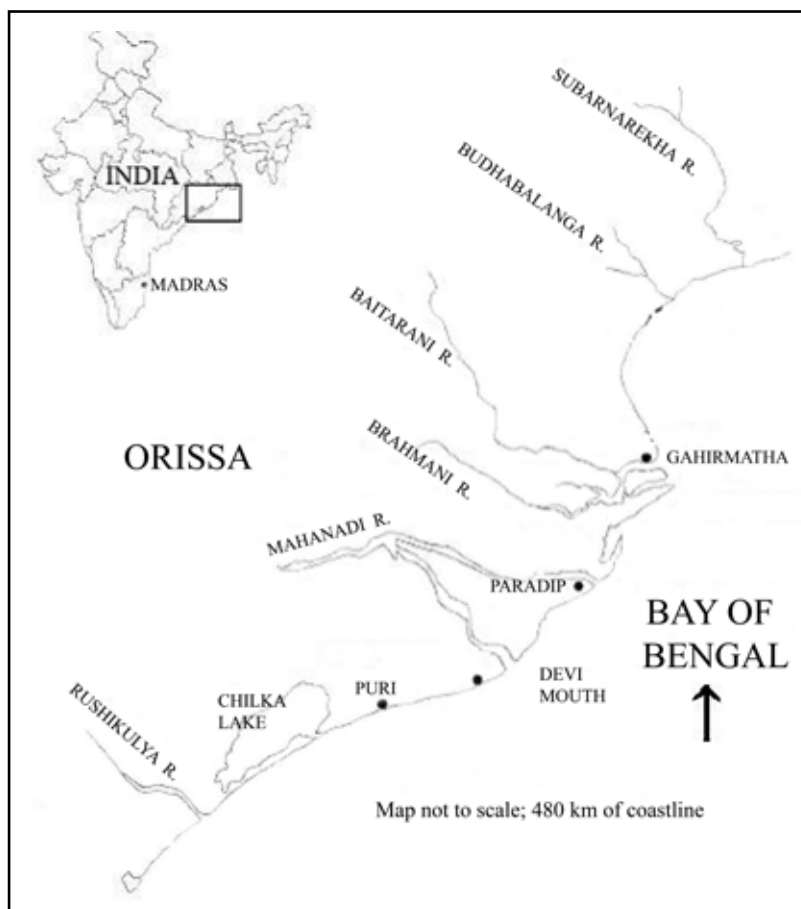 INDIA
MADRAS
SUBARNAREKHA R.
BUDHABALANGA R.
BAITARANI R.
BRAHMANI R.
GAHIRMATHA
ORISSA
MAHANADI R.
PARADIP
BAY OF
BENGAL
DEVI
MOUTH
PURI
CHILKA
LAKE
RUSHIKULYA R.
Map not to scale; 480 km of coastline